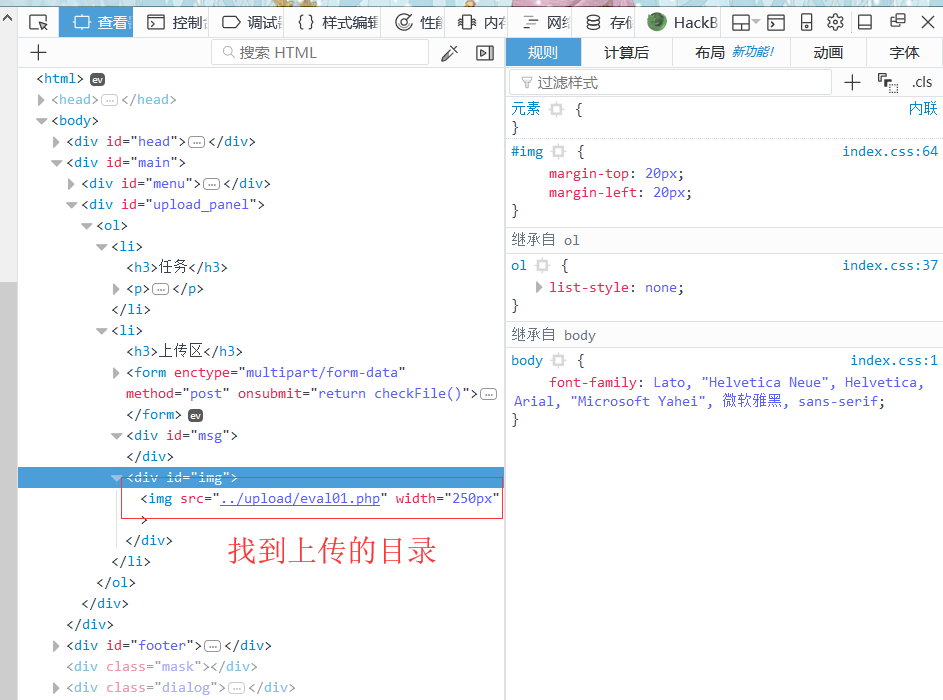 查看 控制 调试 {} 样式编辑 性能 内存 网络 存储 HackB
+ 搜索 HTML 规则 计算后 布局 新功能! 动画 字体
过滤样式 + .cls
<html> ev
<head>…</head>
<body>
<div id="head">…</div>
<div id="main">
<div id="menu">…</div>
<div id="upload_panel">
<ol>
<li>
<h3>任务</h3>
<p>…</p>
</li>
<li>
<h3>上传区</h3>
<form enctype="multipart/form-data"
method="post" onsubmit="return checkFile()">…
</form> ev
<div id="msg">
</div>
<div id="img">
<img src="../upload/eval01.php" width="250px"
>
</div>
找到上传的目录
</li>
</ol>
</div>
</div>
<div id="footer">…</div>
<div class="mask"></div>
<div class="dialog">…</div>
元素 { 内联
}
#img { index.css:64
margin-top: 20px;
margin-left: 20px;
}
继承自 ol
ol { index.css:37
list-style: none;
}
继承自 body
body { index.css:1
font-family: Lato, "Helvetica Neue", Helvetica,
Arial, "Microsoft Yahei", 微软雅黑, sans-serif;
}